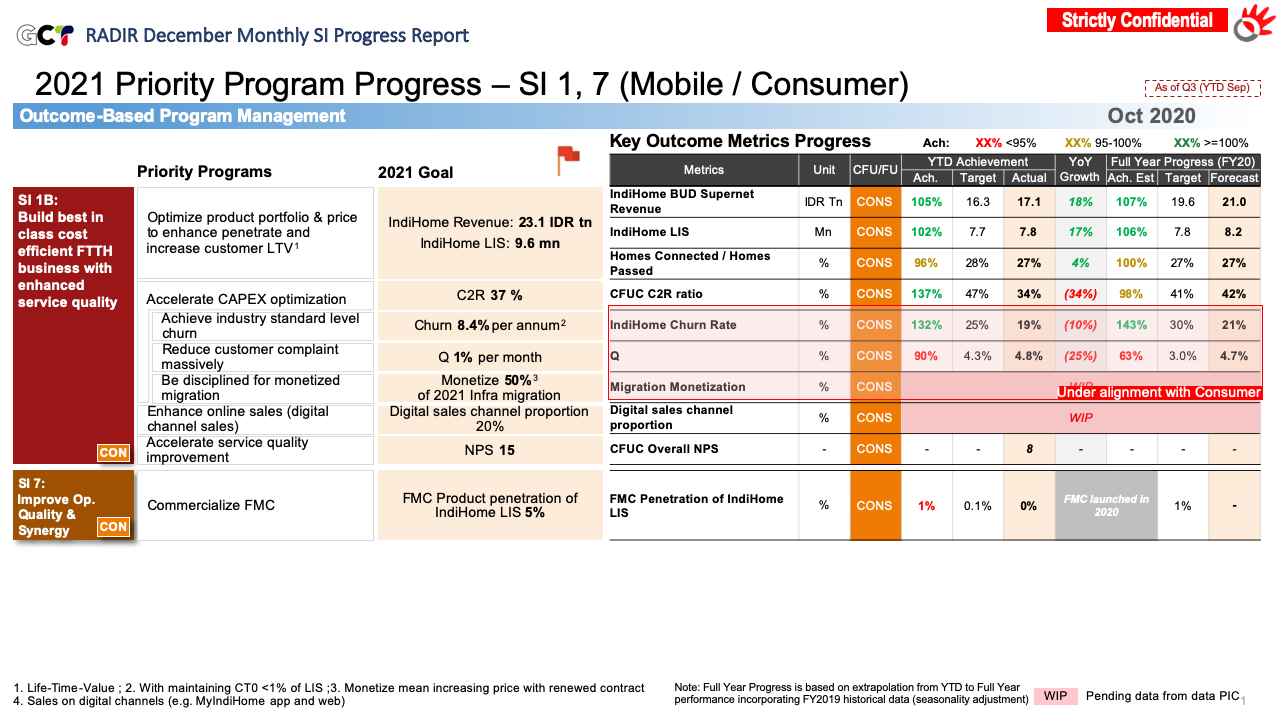 GCT RADIR December Monthly SI Progress Report
Strictly Confidential
2021 Priority Program Progress – SI 1, 7 (Mobile / Consumer)
As of Q3 (YTD Sep)
Outcome-Based Program Management
Oct 2020
Priority Programs
2021 Goal
SI 1B:
Build best in
class cost
efficient FTTH
business with
enhanced
service quality
CON
Optimize product portfolio & price
to enhance penetrate and
increase customer LTV1
IndiHome Revenue: 23.1 IDR tn
IndiHome LIS: 9.6 mn
Accelerate CAPEX optimization
C2R 37 %
Achieve industry standard level
churn
Churn 8.4% per annum2
Reduce customer complaint
massively
Q 1% per month
Be disciplined for monetized
migration
Monetize 50%3
of 2021 Infra migration
Enhance online sales (digital
channel sales)
Digital sales channel proportion
20%
Accelerate service quality
improvement
NPS 15
SI 7:
Improve Op.
Quality &
Synergy
CON
Commercialize FMC
FMC Product penetration of
IndiHome LIS 5%
Key Outcome Metrics Progress
Ach: XX% <95% XX% 95-100% XX% >=100%
Metrics Unit CFU/FU YTD Achievement YoY Growth Full Year Progress (FY20)
Ach. Target Actual Ach. Est Target Forecast
IndiHome BUD Supernet
Revenue IDR Tn CONS 105% 16.3 17.1 18% 107% 19.6 21.0
IndiHome LIS Mn CONS 102% 7.7 7.8 17% 106% 7.8 8.2
Homes Connected / Homes
Passed % CONS 96% 28% 27% 4% 100% 27% 27%
CFUC C2R ratio % CONS 137% 47% 34% (34%) 98% 41% 42%
IndiHome Churn Rate % CONS 132% 25% 19% (10%) 143% 30% 21%
Q % CONS 90% 4.3% 4.8% (25%) 63% 3.0% 4.7%
Migration Monetization % CONS WIP
Under alignment with Consumer
Digital sales channel
proportion % CONS WIP
CFUC Overall NPS - CONS - - 8 - - - -
FMC Penetration of IndiHome
LIS % CONS 1% 0.1% 0% FMC launched in 2020 1% -
1. Life-Time-Value ; 2. With maintaining CT0 <1% of LIS ;3. Monetize mean increasing price with renewed contract
4. Sales on digital channels (e.g. MyIndiHome app and web)
Note: Full Year Progress is based on extrapolation from YTD to Full Year
performance incorporating FY2019 historical data (seasonality adjustment)
WIP Pending data from data PIC
1